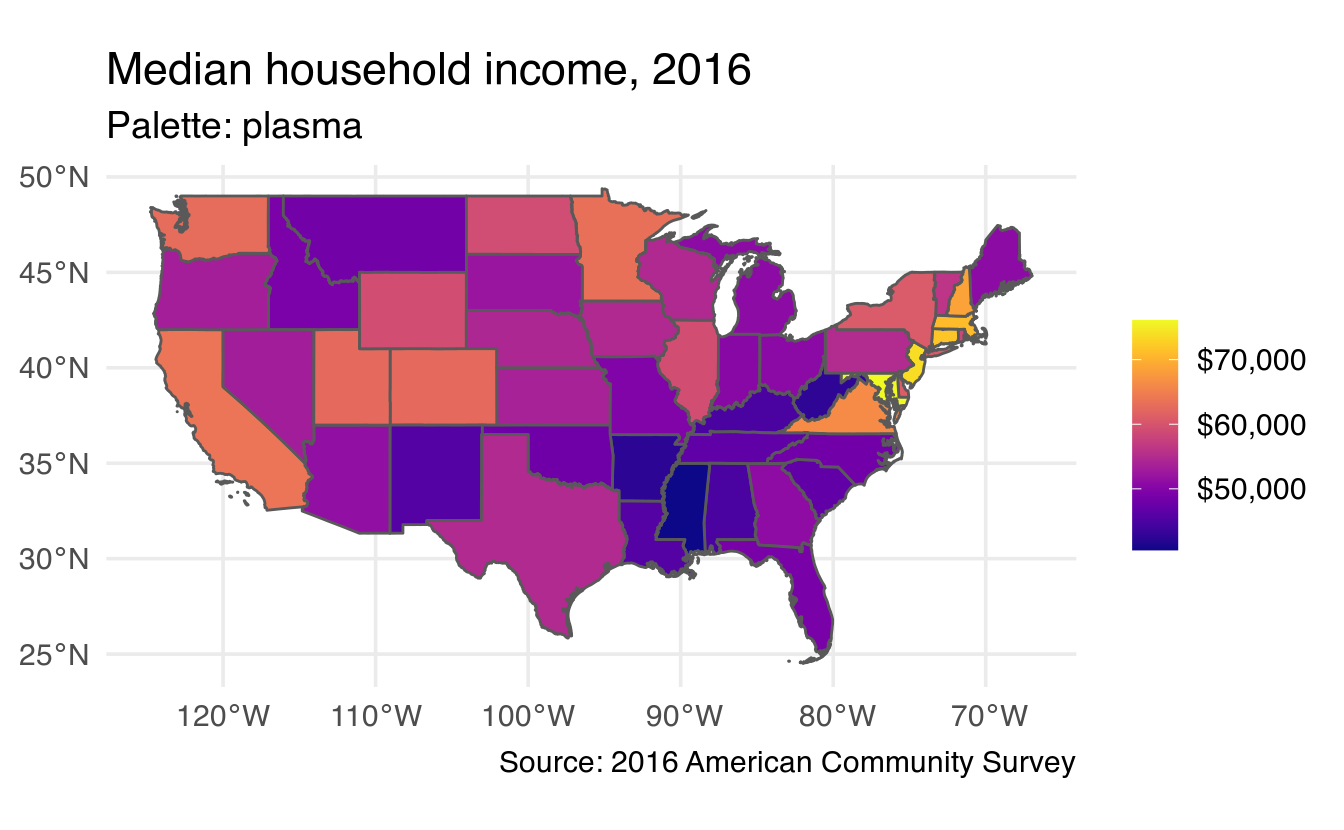 Median household income, 2016
Palette: plasma
50°N
45°N
40°N
35°N
30°N
25°N
120°W 110°W 100°W 90°W 80°W 70°W
$70,000
$60,000
$50,000
Source: 2016 American Community Survey